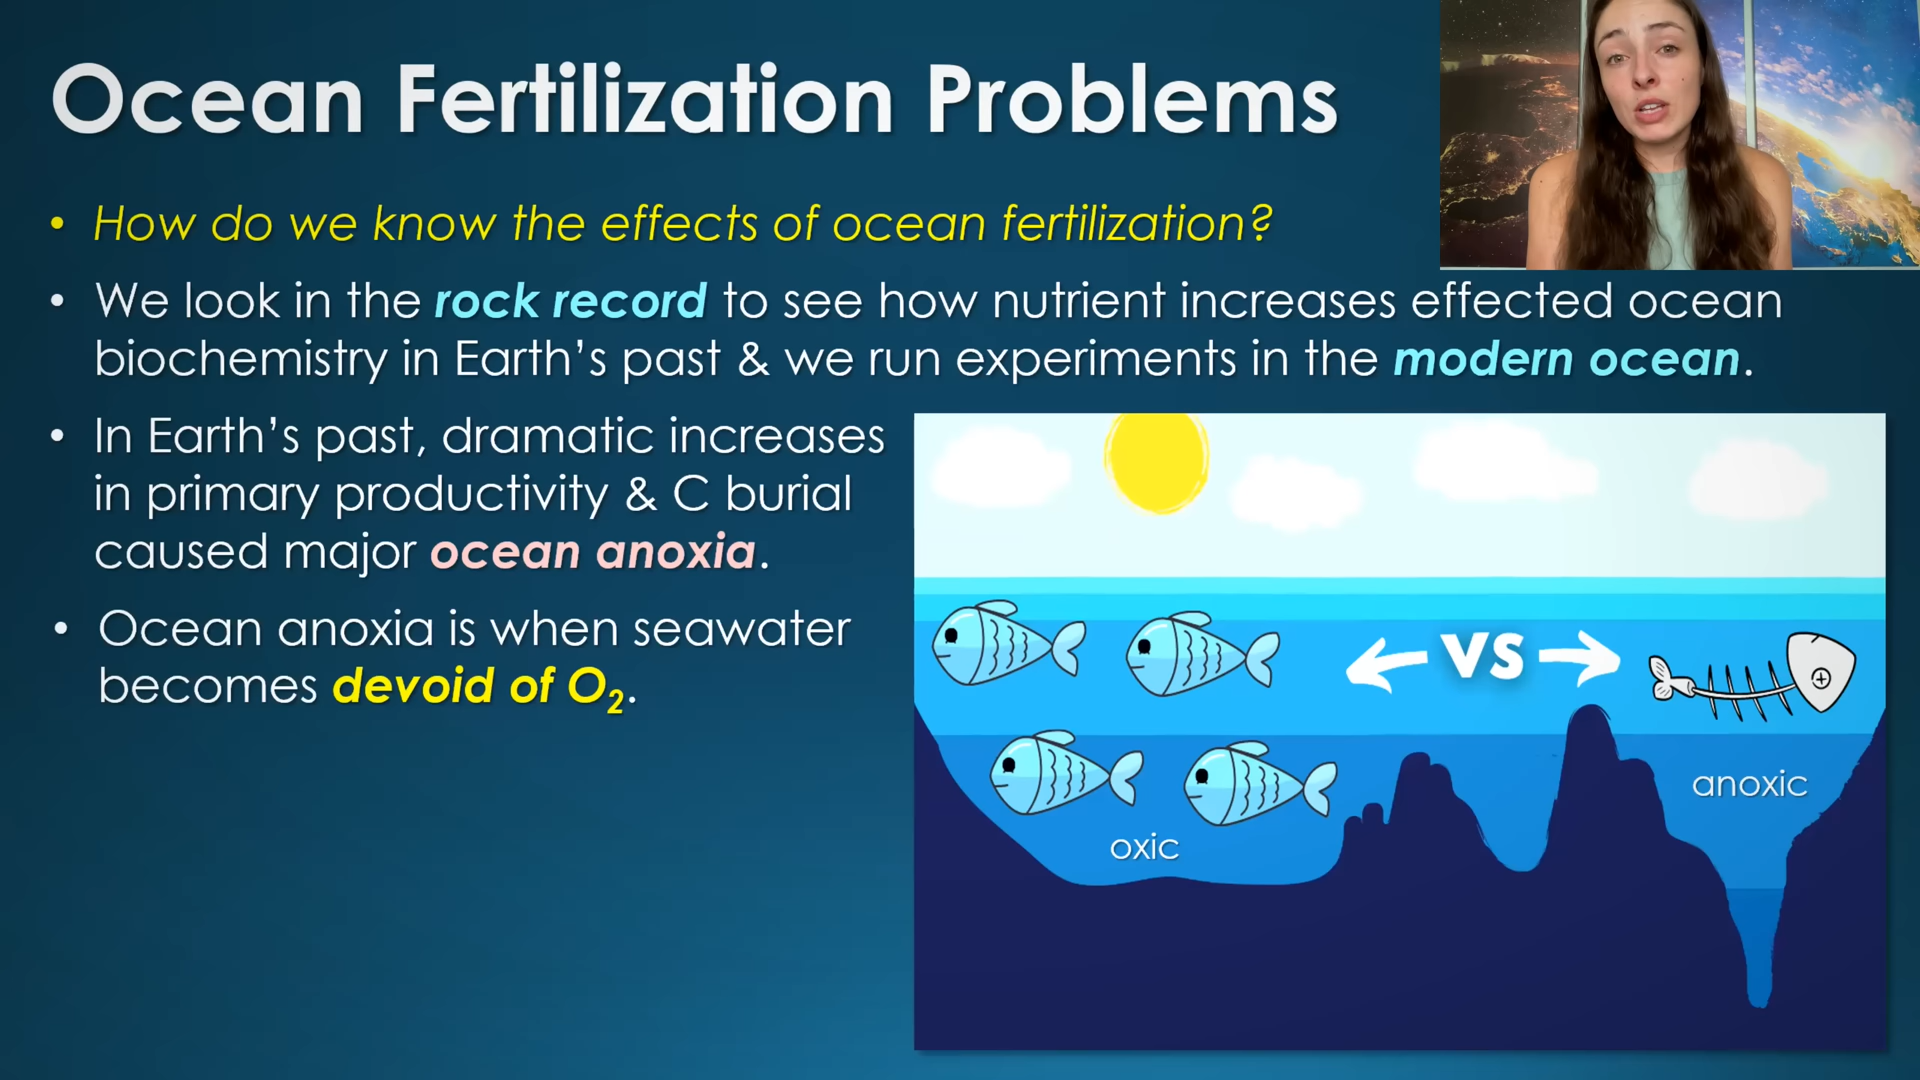 Ocean Fertilization Problems
• How do we know the effects of ocean fertilization?
• We look in the rock record to see how nutrient increases effected ocean
biochemistry in Earth’s past & we run experiments in the modern ocean.
• In Earth’s past, dramatic increases
in primary productivity & C burial
caused major ocean anoxia.
• Ocean anoxia is when seawater
becomes devoid of O₂.
VS
anoxic
oxic